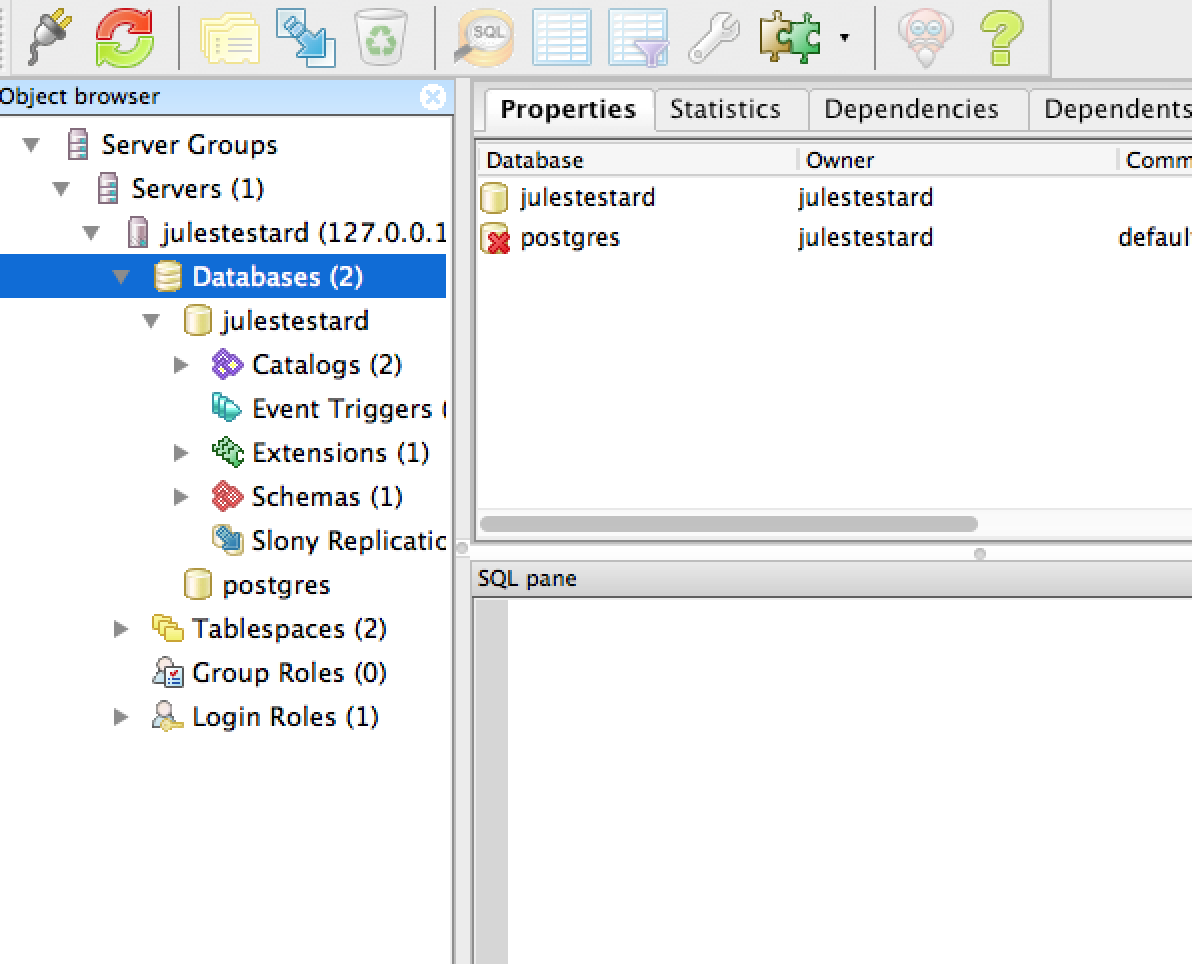 SQL
Object browser
Server Groups
Servers (1)
julestestard (127.0.0.1
Databases (2)
julestestard
Catalogs (2)
Event Triggers (
Extensions (1)
Schemas (1)
Slony Replicatio
postgres
Tablespaces (2)
Group Roles (0)
Login Roles (1)
Properties Statistics Dependencies Dependents
Database Owner Comm
julestestard julestestard
postgres julestestard defaul
SQL pane